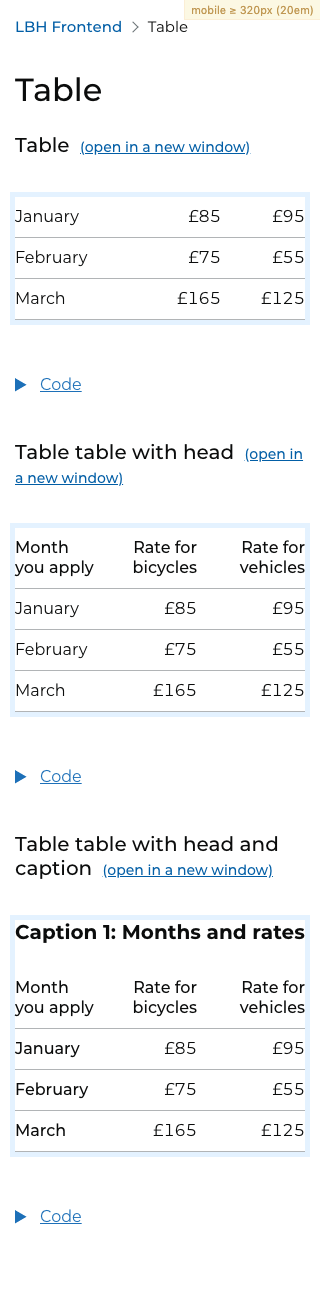 mobile ≥ 320px (20em)
LBH Frontend > Table
Table
Table (open in a new window)
January £85 £95
February £75 £55
March £165 £125
Code
Table table with head (open in
a new window)
Month Rate for Rate for
you apply bicycles vehicles
January £85 £95
February £75 £55
March £165 £125
Code
Table table with head and
caption (open in a new window)
Caption 1: Months and rates
Month Rate for Rate for
you apply bicycles vehicles
January £85 £95
February £75 £55
March £165 £125
Code